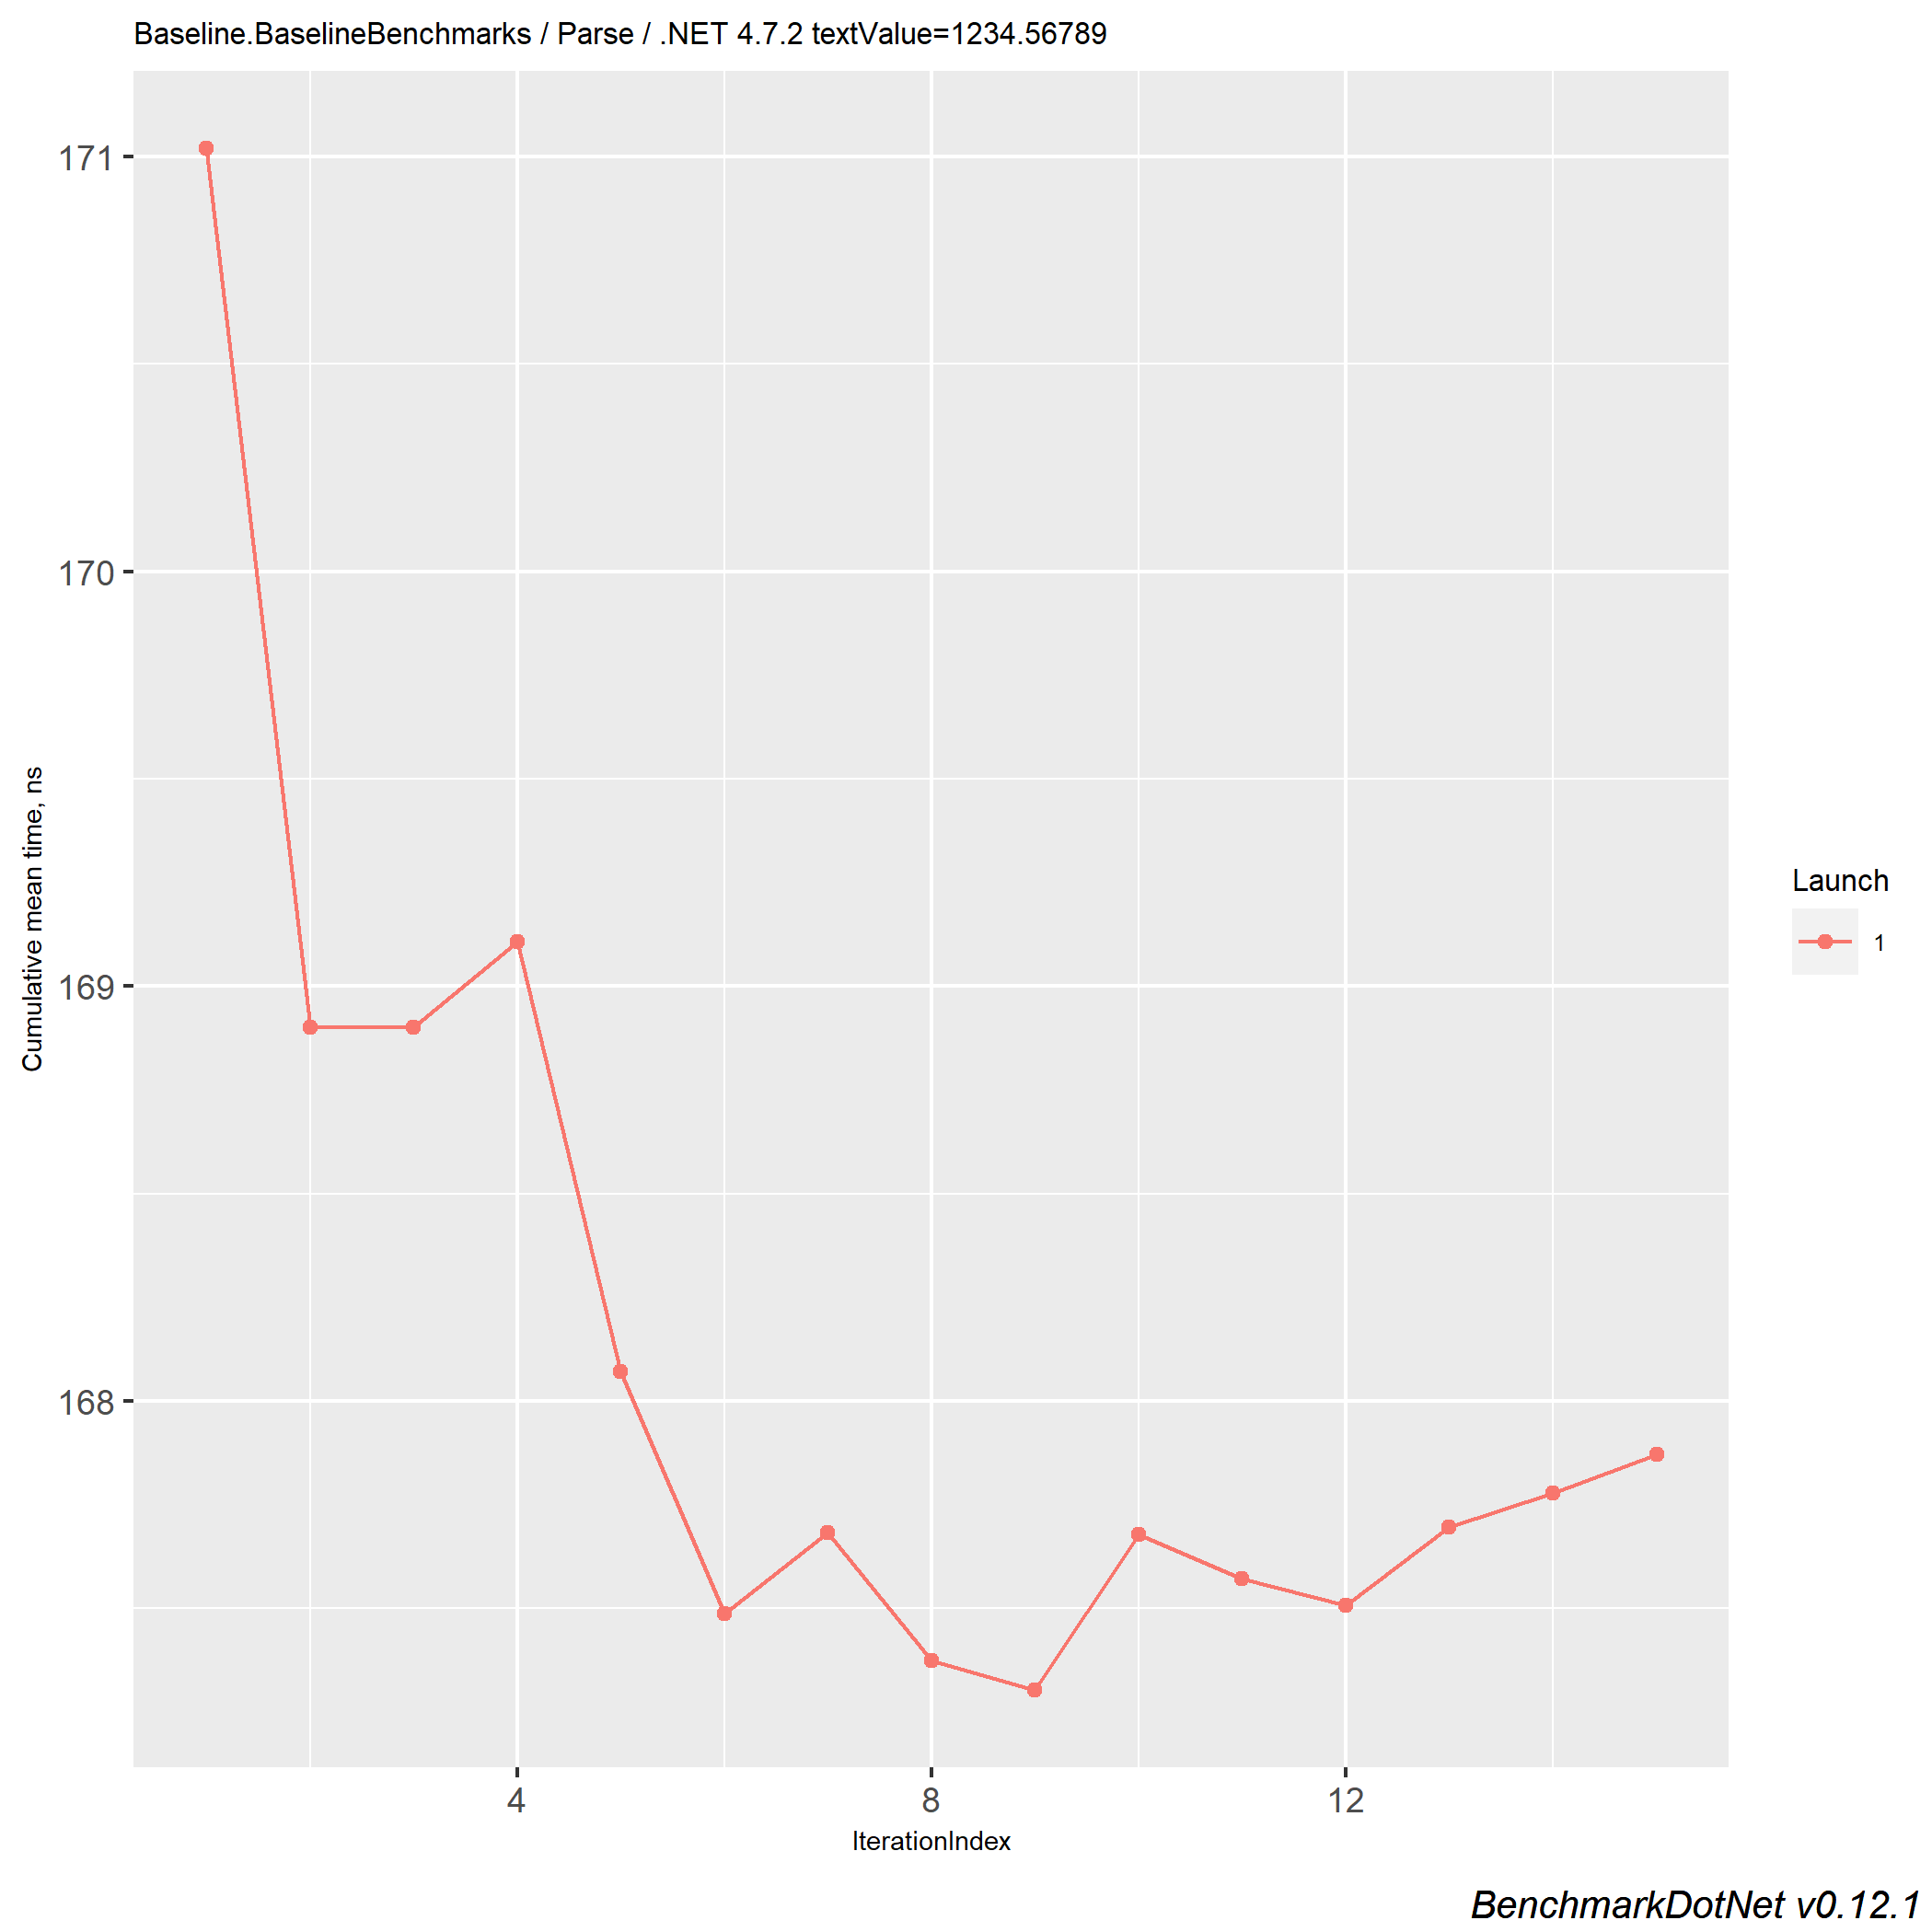 Baseline.BaselineBenchmarks / Parse / .NET 4.7.2 textValue=1234.56789
171
170
169
168
Cumulative mean time, ns
4
8
12
IterationIndex
Launch
1
BenchmarkDotNet v0.12.1